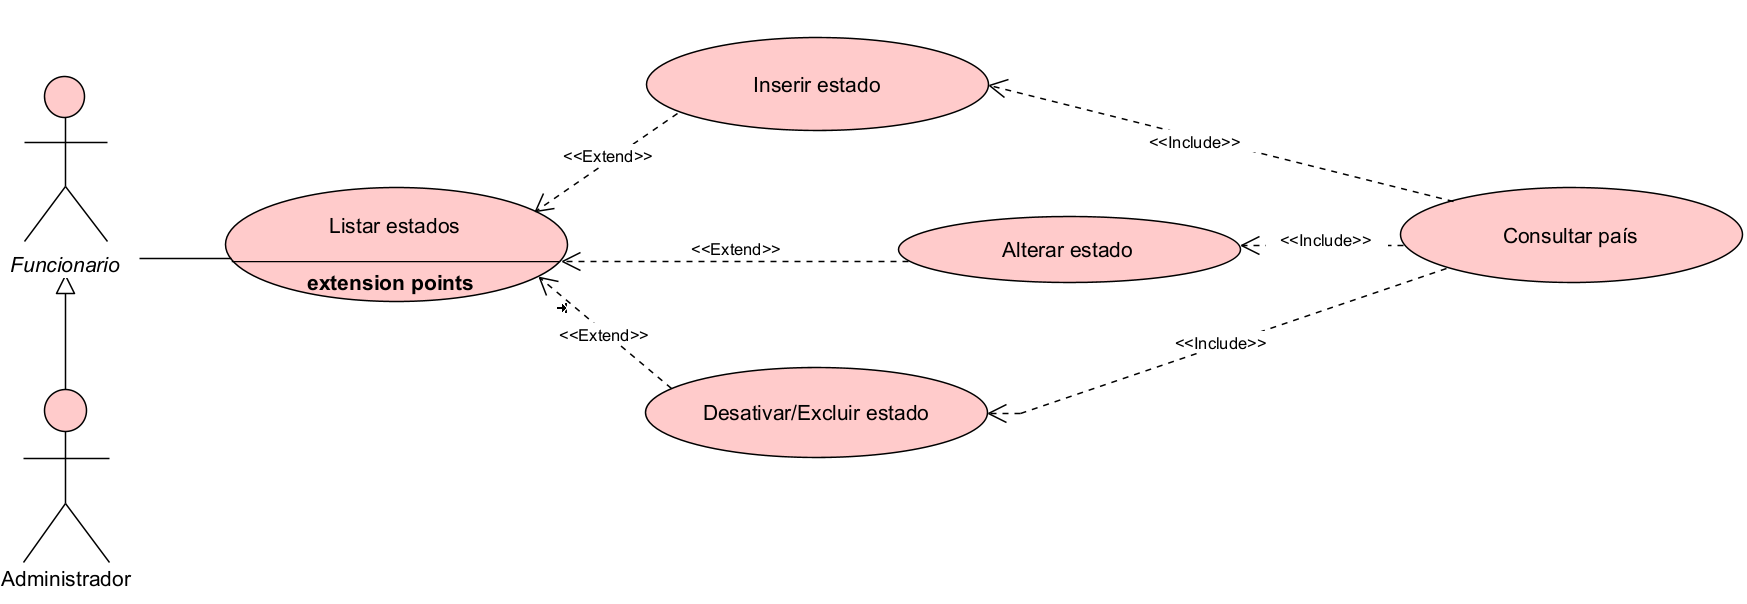 Inserir estado
<<Include>>
<<Extend>>
Listar estados
extension points
Funcionario
<<Extend>>
Alterar estado
<<Include>>
Consultar país
<<Extend>>
<<Include>>
Desativar/Excluir estado
Administrador